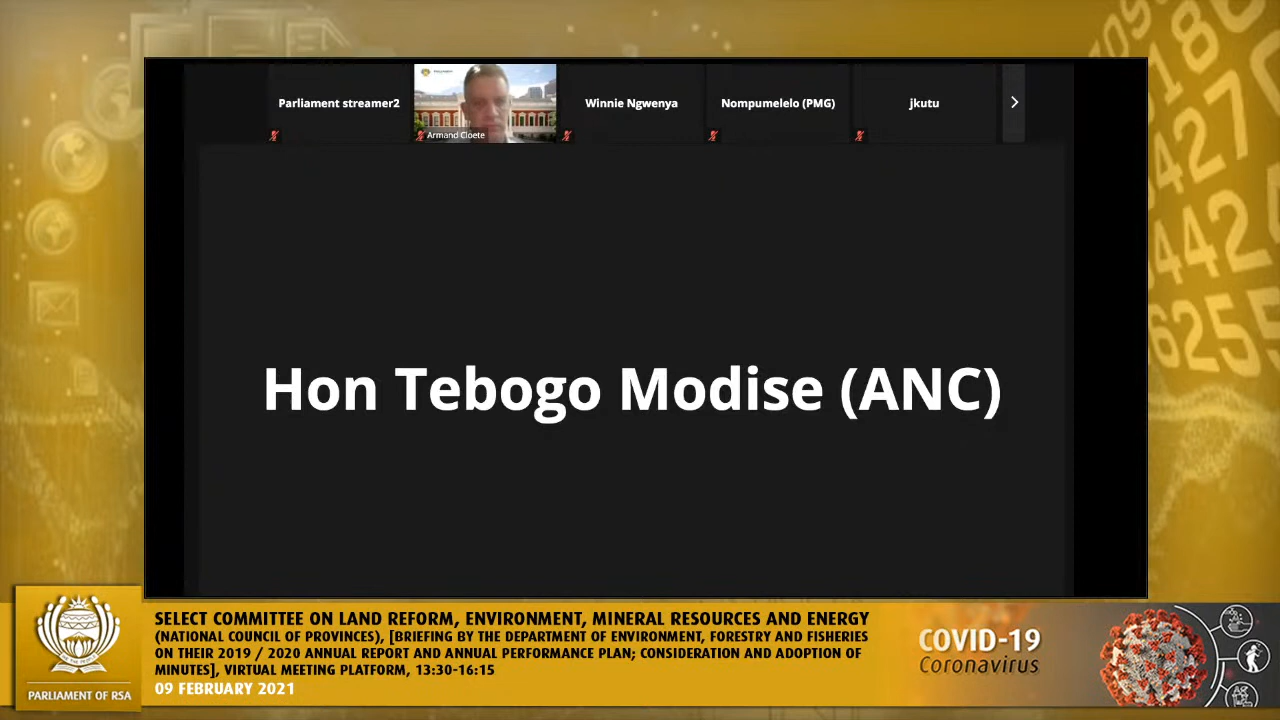 Parliament streamer2
Armand Cloete
Winnie Ngwenya
Nompumelelo (PMG)
jkutu
Hon Tebogo Modise (ANC)
SELECT COMMITTEE ON LAND REFORM, ENVIRONMENT, MINERAL RESOURCES AND ENERGY
(NATIONAL COUNCIL OF PROVINCES), [BRIEFING BY THE DEPARTMENT OF ENVIRONMENT, FORESTRY AND FISHERIES
ON THEIR 2019 / 2020 ANNUAL REPORT AND ANNUAL PERFORMANCE PLAN; CONSIDERATION AND ADOPTION OF
MINUTES], VIRTUAL MEETING PLATFORM, 13:30-16:15
09 FEBRUARY 2021
PARLIAMENT OF RSA
COVID-19
Coronavirus